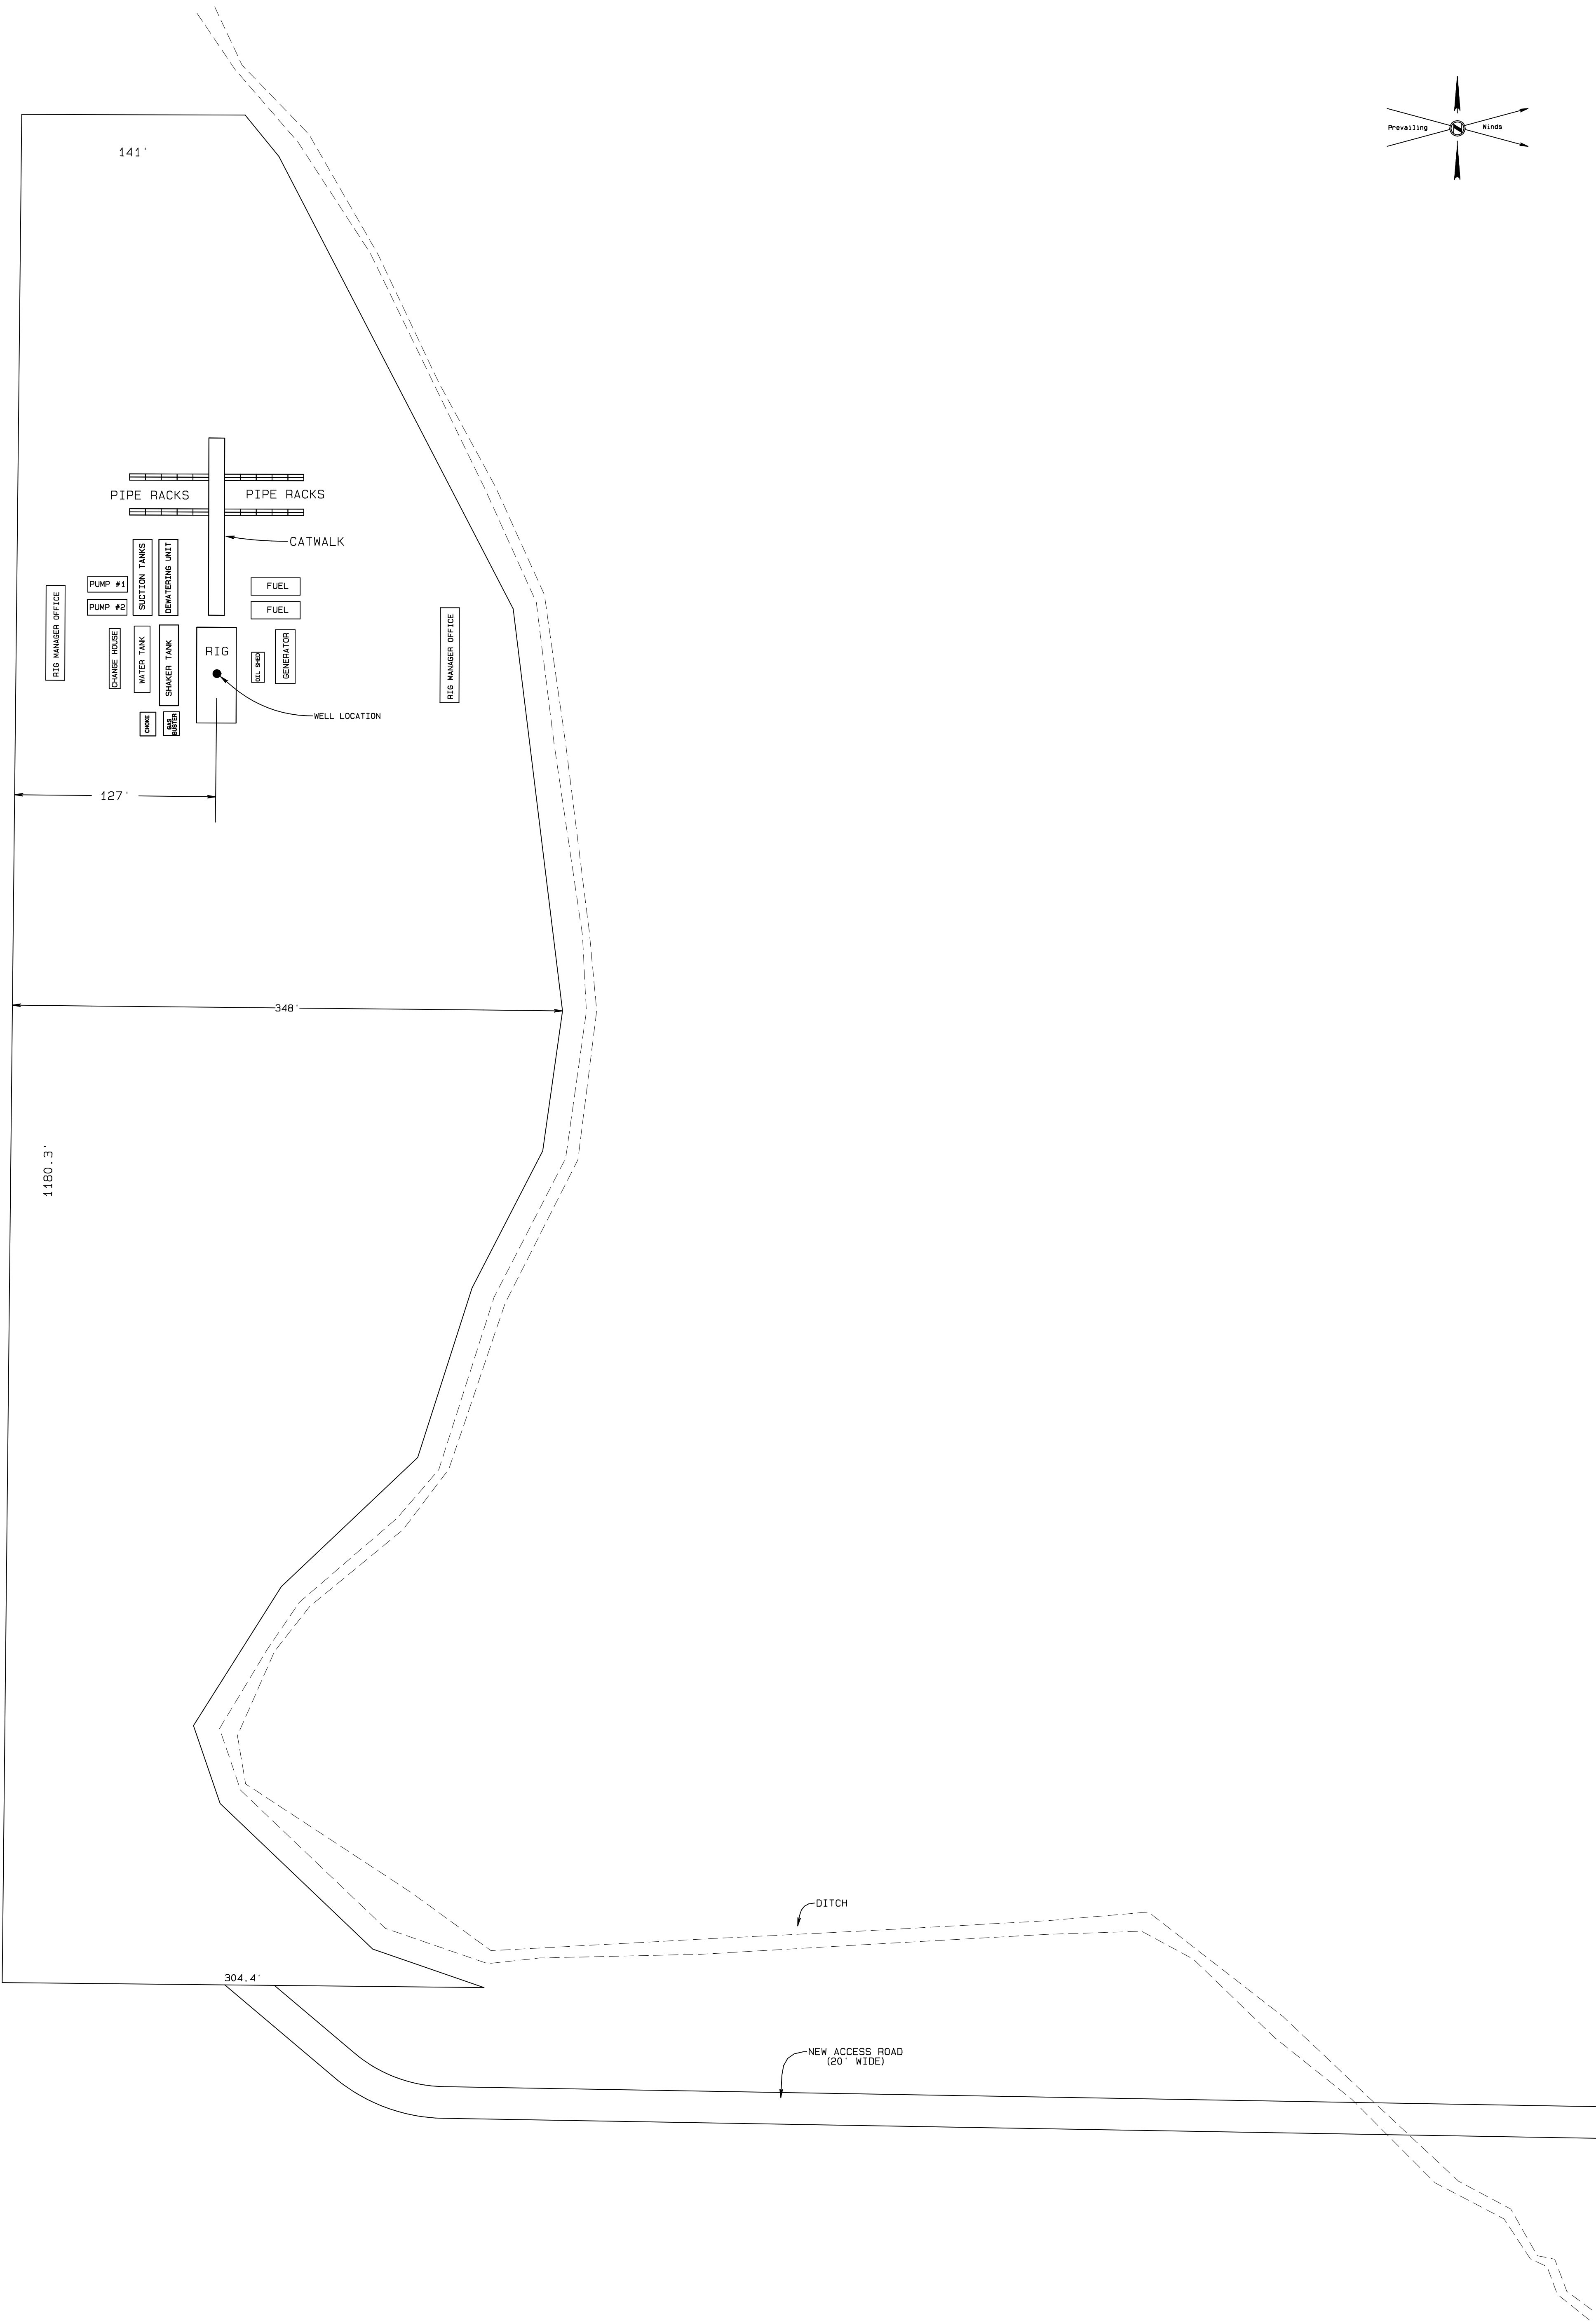 Prevailing
N
Winds
141'
PIPE RACKS
PIPE RACKS
CATWALK
SUCTION TANKS
DEWATERING UNIT
PUMP #1
PUMP #2
FUEL
FUEL
RIG MANAGER OFFICE
CHANGE HOUSE
WATER TANK
SHAKER TANK
RIG
OIL SHED
GENERATOR
RIG MANAGER OFFICE
CHOKE
GAS
BUSTER
WELL LOCATION
127'
348'
1180.3'
DITCH
304.4'
NEW ACCESS ROAD
(20' WIDE)